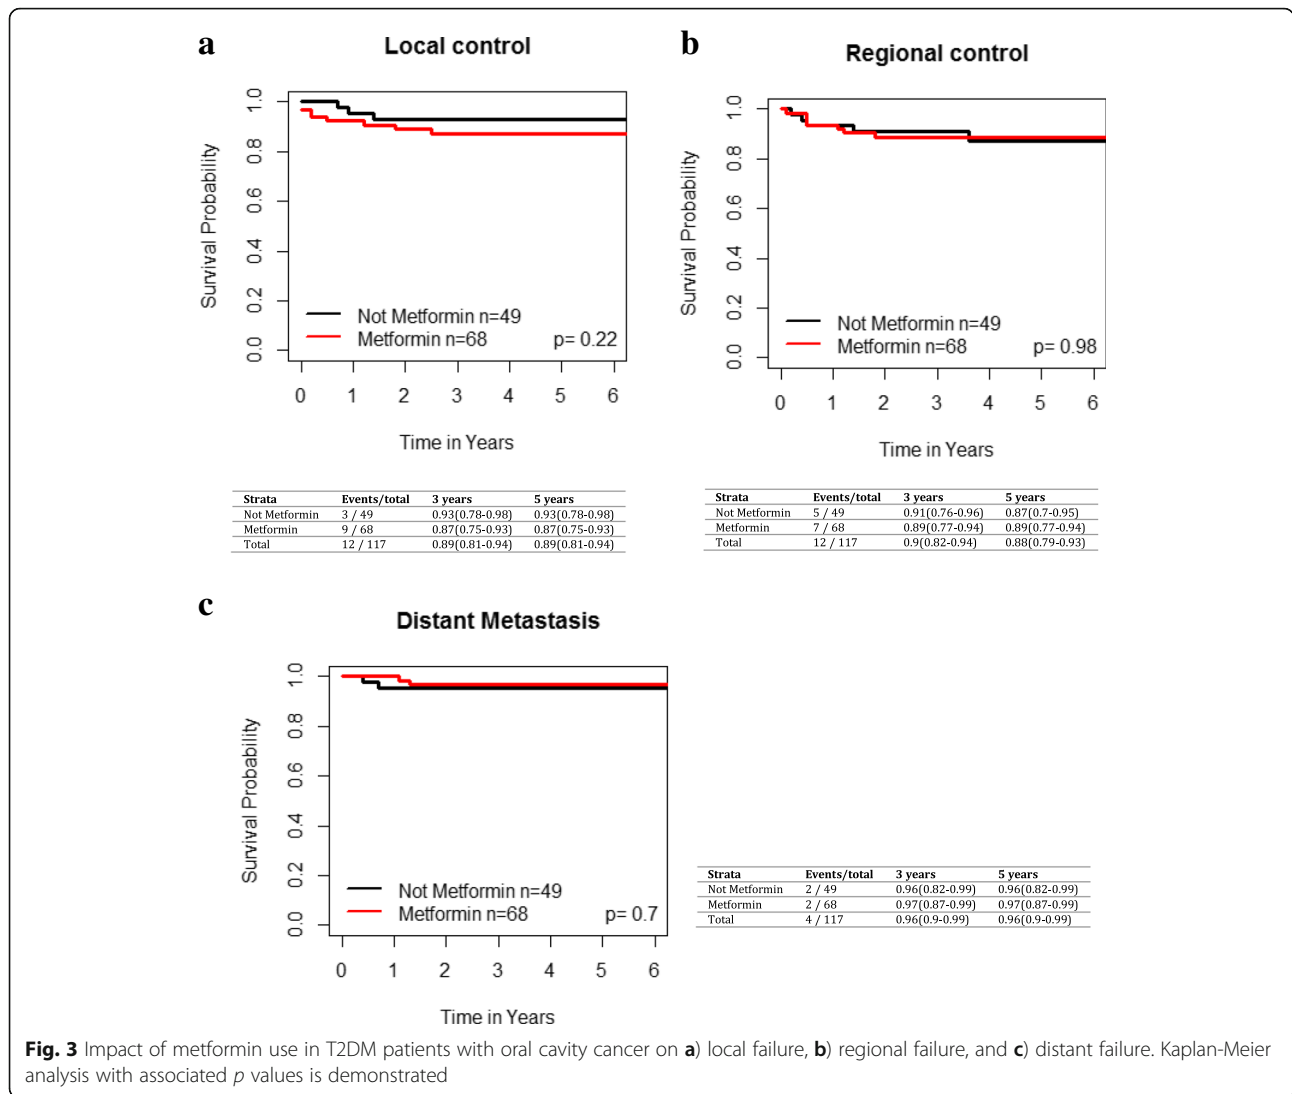 a
Local control
1.0
0.8
0.6
0.4
0.2
0.0
Survival Probability
Not Metformin n=49
Metformin n=68
p= 0.22
0 1 2 3 4 5 6
Time in Years
Strata Events/total 3 years 5 years
Not Metformin 3 / 49 0.93(0.78-0.98) 0.93(0.78-0.98)
Metformin 9 / 68 0.87(0.75-0.93) 0.87(0.75-0.93)
Total 12 / 117 0.89(0.81-0.94) 0.89(0.81-0.94)
b
Regional control
1.0
0.8
0.6
0.4
0.2
0.0
Survival Probability
Not Metformin n=49
Metformin n=68
p= 0.98
0 1 2 3 4 5 6
Time in Years
Strata Events/total 3 years 5 years
Not Metformin 5 / 49 0.91(0.76-0.96) 0.87(0.7-0.95)
Metformin 7 / 68 0.89(0.77-0.94) 0.89(0.77-0.94)
Total 12 / 117 0.9(0.82-0.94) 0.88(0.79-0.93)
c
Distant Metastasis
1.0
0.8
0.6
0.4
0.2
0.0
Survival Probability
Not Metformin n=49
Metformin n=68
p= 0.7
0 1 2 3 4 5 6
Time in Years
Strata Events/total 3 years 5 years
Not Metformin 2 / 49 0.96(0.82-0.99) 0.96(0.82-0.99)
Metformin 2 / 68 0.97(0.87-0.99) 0.97(0.87-0.99)
Total 4 / 117 0.96(0.9-0.99) 0.96(0.9-0.99)
Fig. 3 Impact of metformin use in T2DM patients with oral cavity cancer on a) local failure, b) regional failure, and c) distant failure. Kaplan-Meier
analysis with associated p values is demonstrated